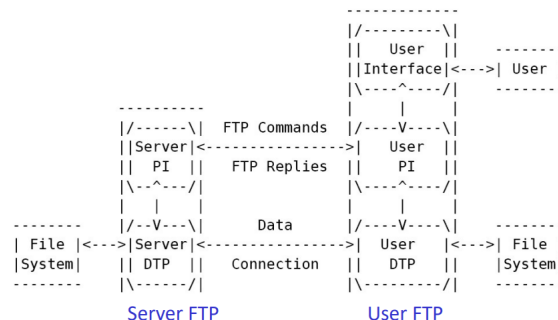 User
Interface
User
FTP Commands
Server
PI
FTP Replies
User
PI
File
System
Server
DTP
Data
Connection
User
DTP
File
System
Server FTP
User FTP